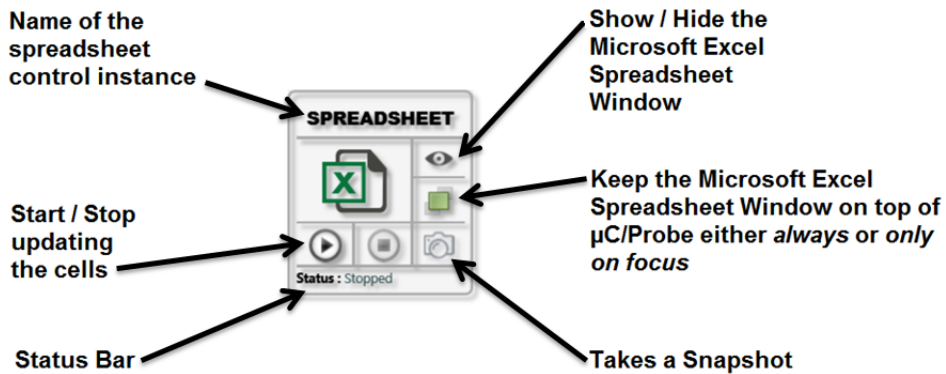 Name of the
spreadsheet
control instance
Show / Hide the
Microsoft Excel
Spreadsheet
Window
SPREADSHEET
X
Keep the Microsoft Excel
Spreadsheet Window on top of
µC/Probe either always or only
on focus
Start / Stop
updating
the cells
Status : Stopped
Status Bar
Takes a Snapshot